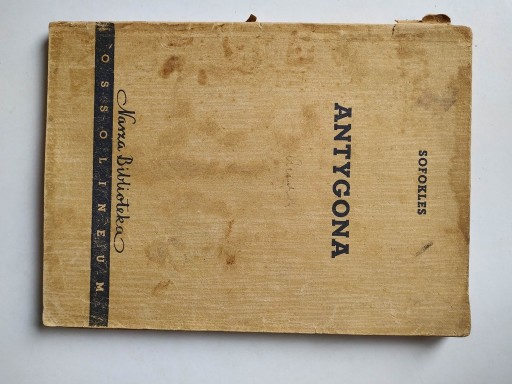 SOFOKLES
ANTYGONA
Nasza Biblioteka
OSSOLINEUM